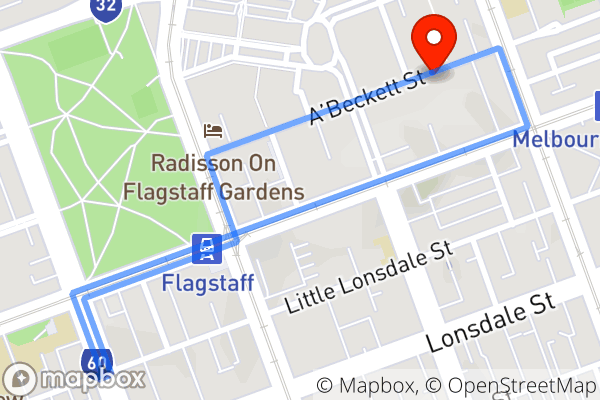 32
A'Beckett St
Radisson On
Flagstaff Gardens
Melbour
Flagstaff
Little Lonsdale St
Lonsdale St
60
mapbox
© Mapbox, © OpenStreetMap